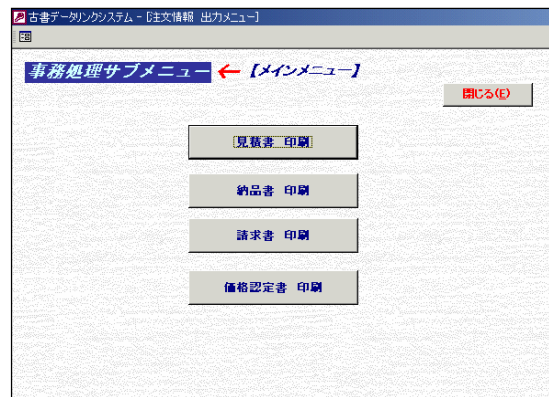 古書データリンクシステム - [注文情報 出力メニュー]
事務処理サブメニュー ← 【メインメニュー】
閉じる(E)
見積書 印刷
納品書 印刷
請求書 印刷
価格認定書 印刷